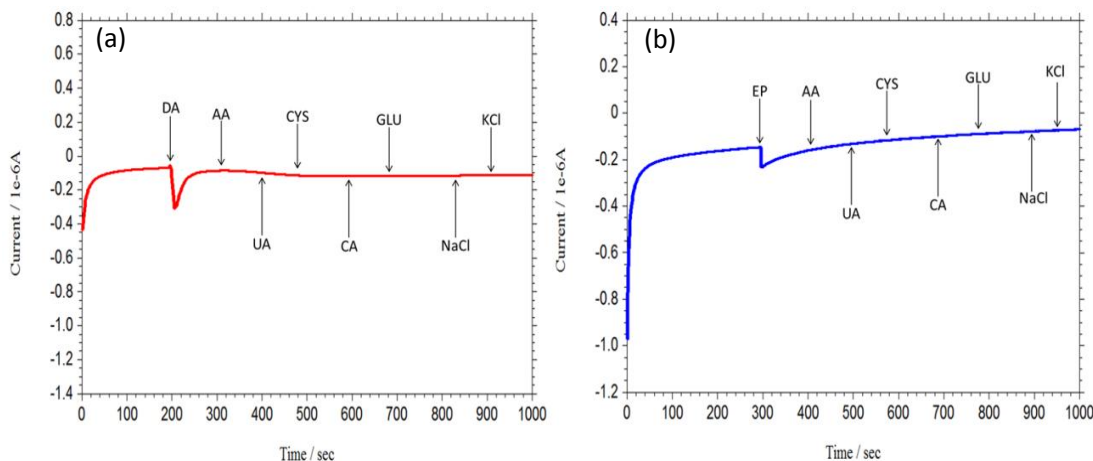 (a)
Current / 1e-6A
0.8
0.6
0.4
0.2
0
-0.2
-0.4
-0.6
-0.8
-1.0
-1.2
-1.4
DA
AA
CYS
GLU
KCl
UA
CA
NaCl
0 100 200 300 400 500 600 700 800 900 1000
Time / sec
(b)
Current / 1e-6A
0.4
0.2
0
-0.2
-0.4
-0.6
-0.8
-1.0
-1.2
EP
AA
CYS
GLU
KCl
UA
CA
NaCl
0 100 200 300 400 500 600 700 800 900 1000
Time / sec